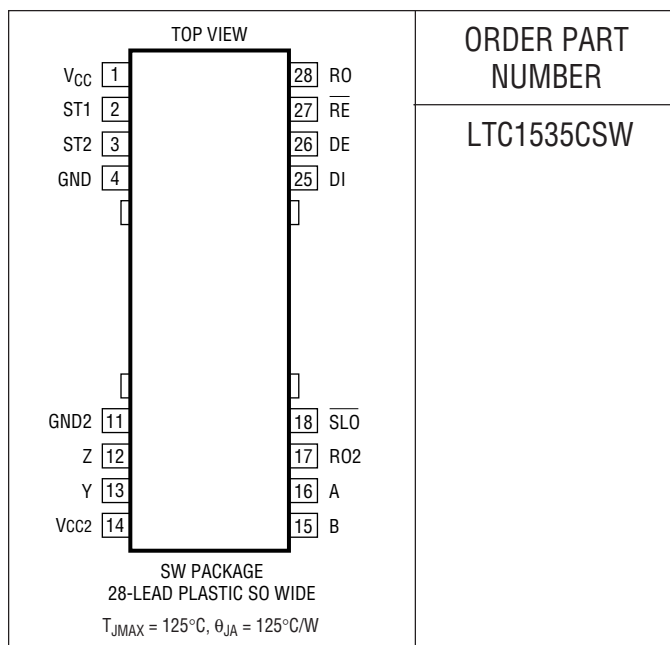 TOP VIEW
ORDER PART
NUMBER
LTC1535CSW
VCC 1
28 RO
ST1 2
27 R̅E̅
ST2 3
26 DE
GND 4
25 DI
GND2 11
18 S̅L̅O̅
Z 12
17 RO2
Y 13
16 A
VCC2 14
15 B
SW PACKAGE
28-LEAD PLASTIC SO WIDE
TJMAX = 125°C, θJA = 125°C/W